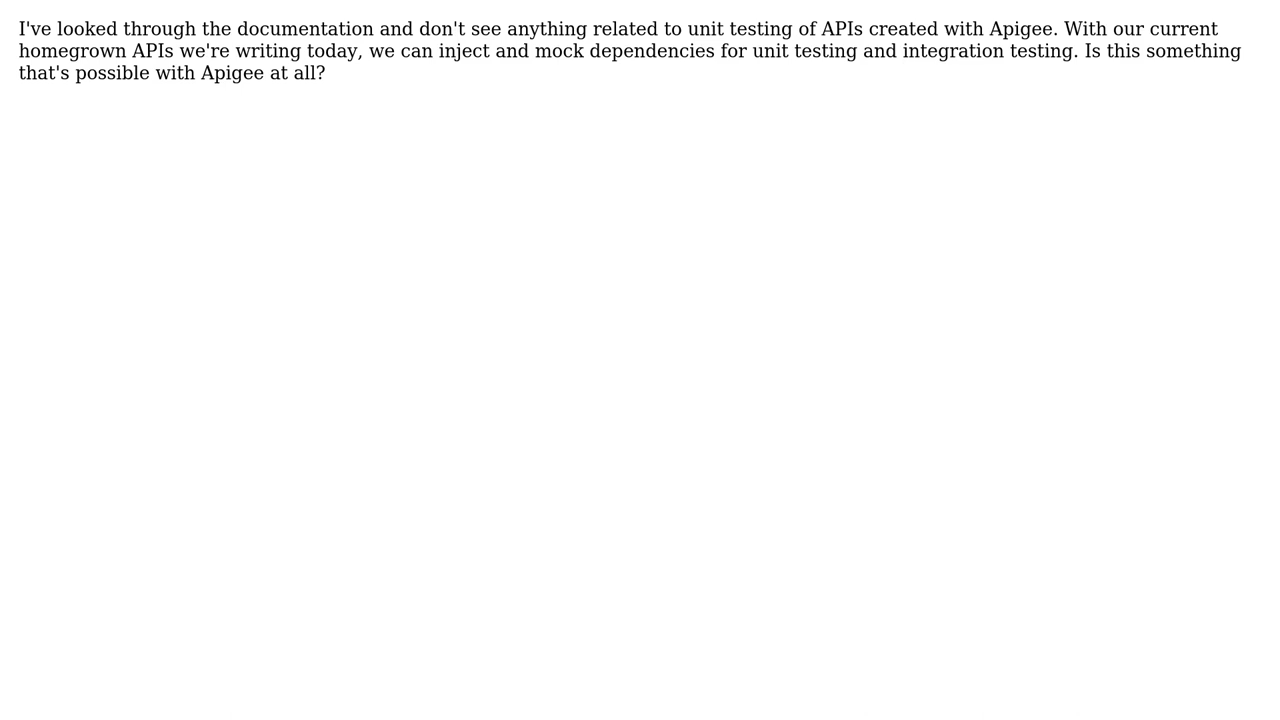 I've looked through the documentation and don't see anything related to unit testing of APIs created with Apigee. With our current
homegrown APIs we're writing today, we can inject and mock dependencies for unit testing and integration testing. Is this something
that's possible with Apigee at all?